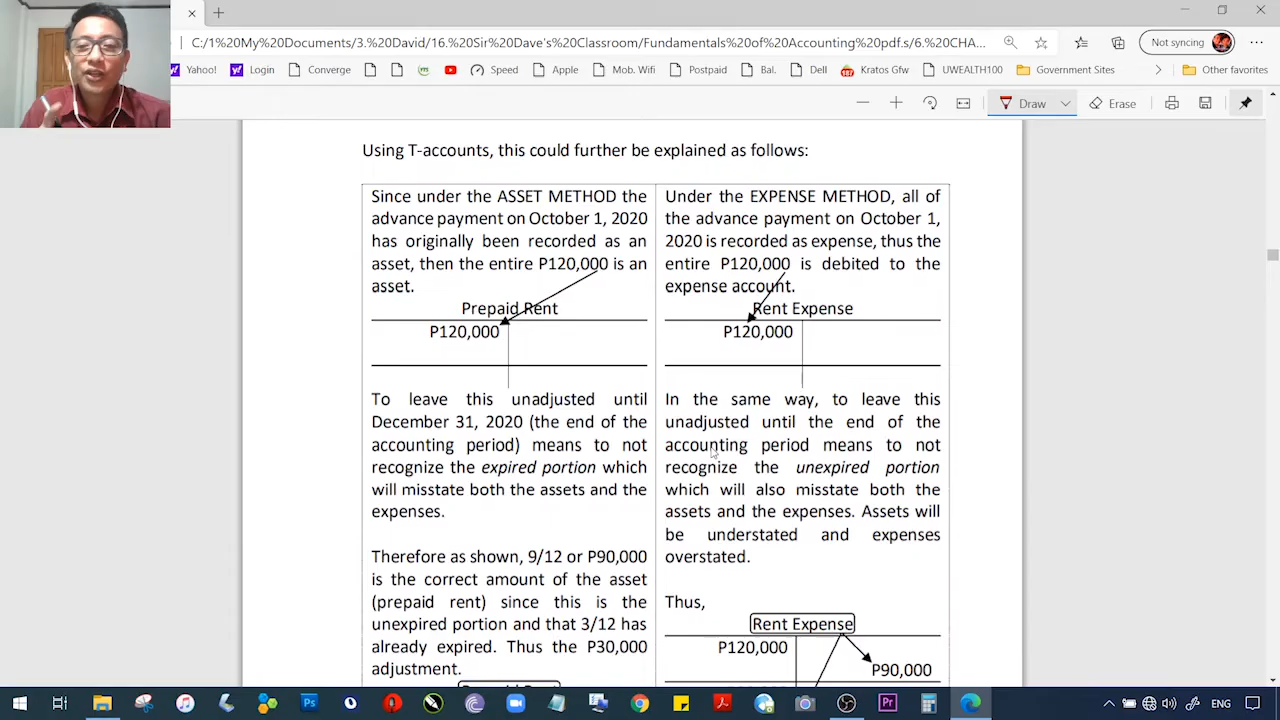 C:/1%20My%20Documents/3.%20David/16.%20Sir%20Dave's%20Classroom/Fundamentals%20of%20Accounting%20pdf.s/6.%20CHA...
Not syncing
Yahoo!
Login
Converge
Speed
Apple
Mob. Wifi
Postpaid
Bal.
Dell
Kratos Gfw
UWEALTH100
Government Sites
Other favorites
Draw
Erase
Using T-accounts, this could further be explained as follows:
Since under the ASSET METHOD the
advance payment on October 1, 2020
has originally been recorded as an
asset, then the entire P120,000 is an
asset.
Prepaid Rent
P120,000
To leave this unadjusted until
December 31, 2020 (the end of the
accounting period) means to not
recognize the expired portion which
will misstate both the assets and the
expenses.
Therefore as shown, 9/12 or P90,000
is the correct amount of the asset
(prepaid rent) since this is the
unexpired portion and that 3/12 has
already expired. Thus the P30,000
adjustment.
Under the EXPENSE METHOD, all of
the advance payment on October 1,
2020 is recorded as expense, thus the
entire P120,000 is debited to the
expense account.
Rent Expense
P120,000
In the same way, to leave this
unadjusted until the end of the
accounting period means to not
recognize the unexpired portion
which will also misstate both the
assets and the expenses. Assets will
be understated and expenses
overstated.
Thus,
Rent Expense
P120,000
P90,000
ENG